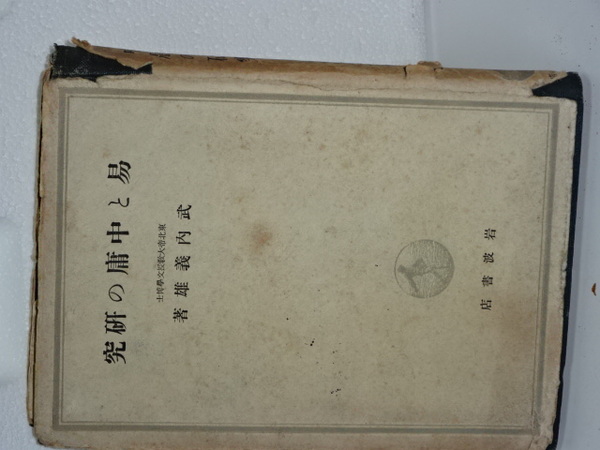 易と中庸の研究
東北帝大敎授文學博士
武内義雄著
岩波書店